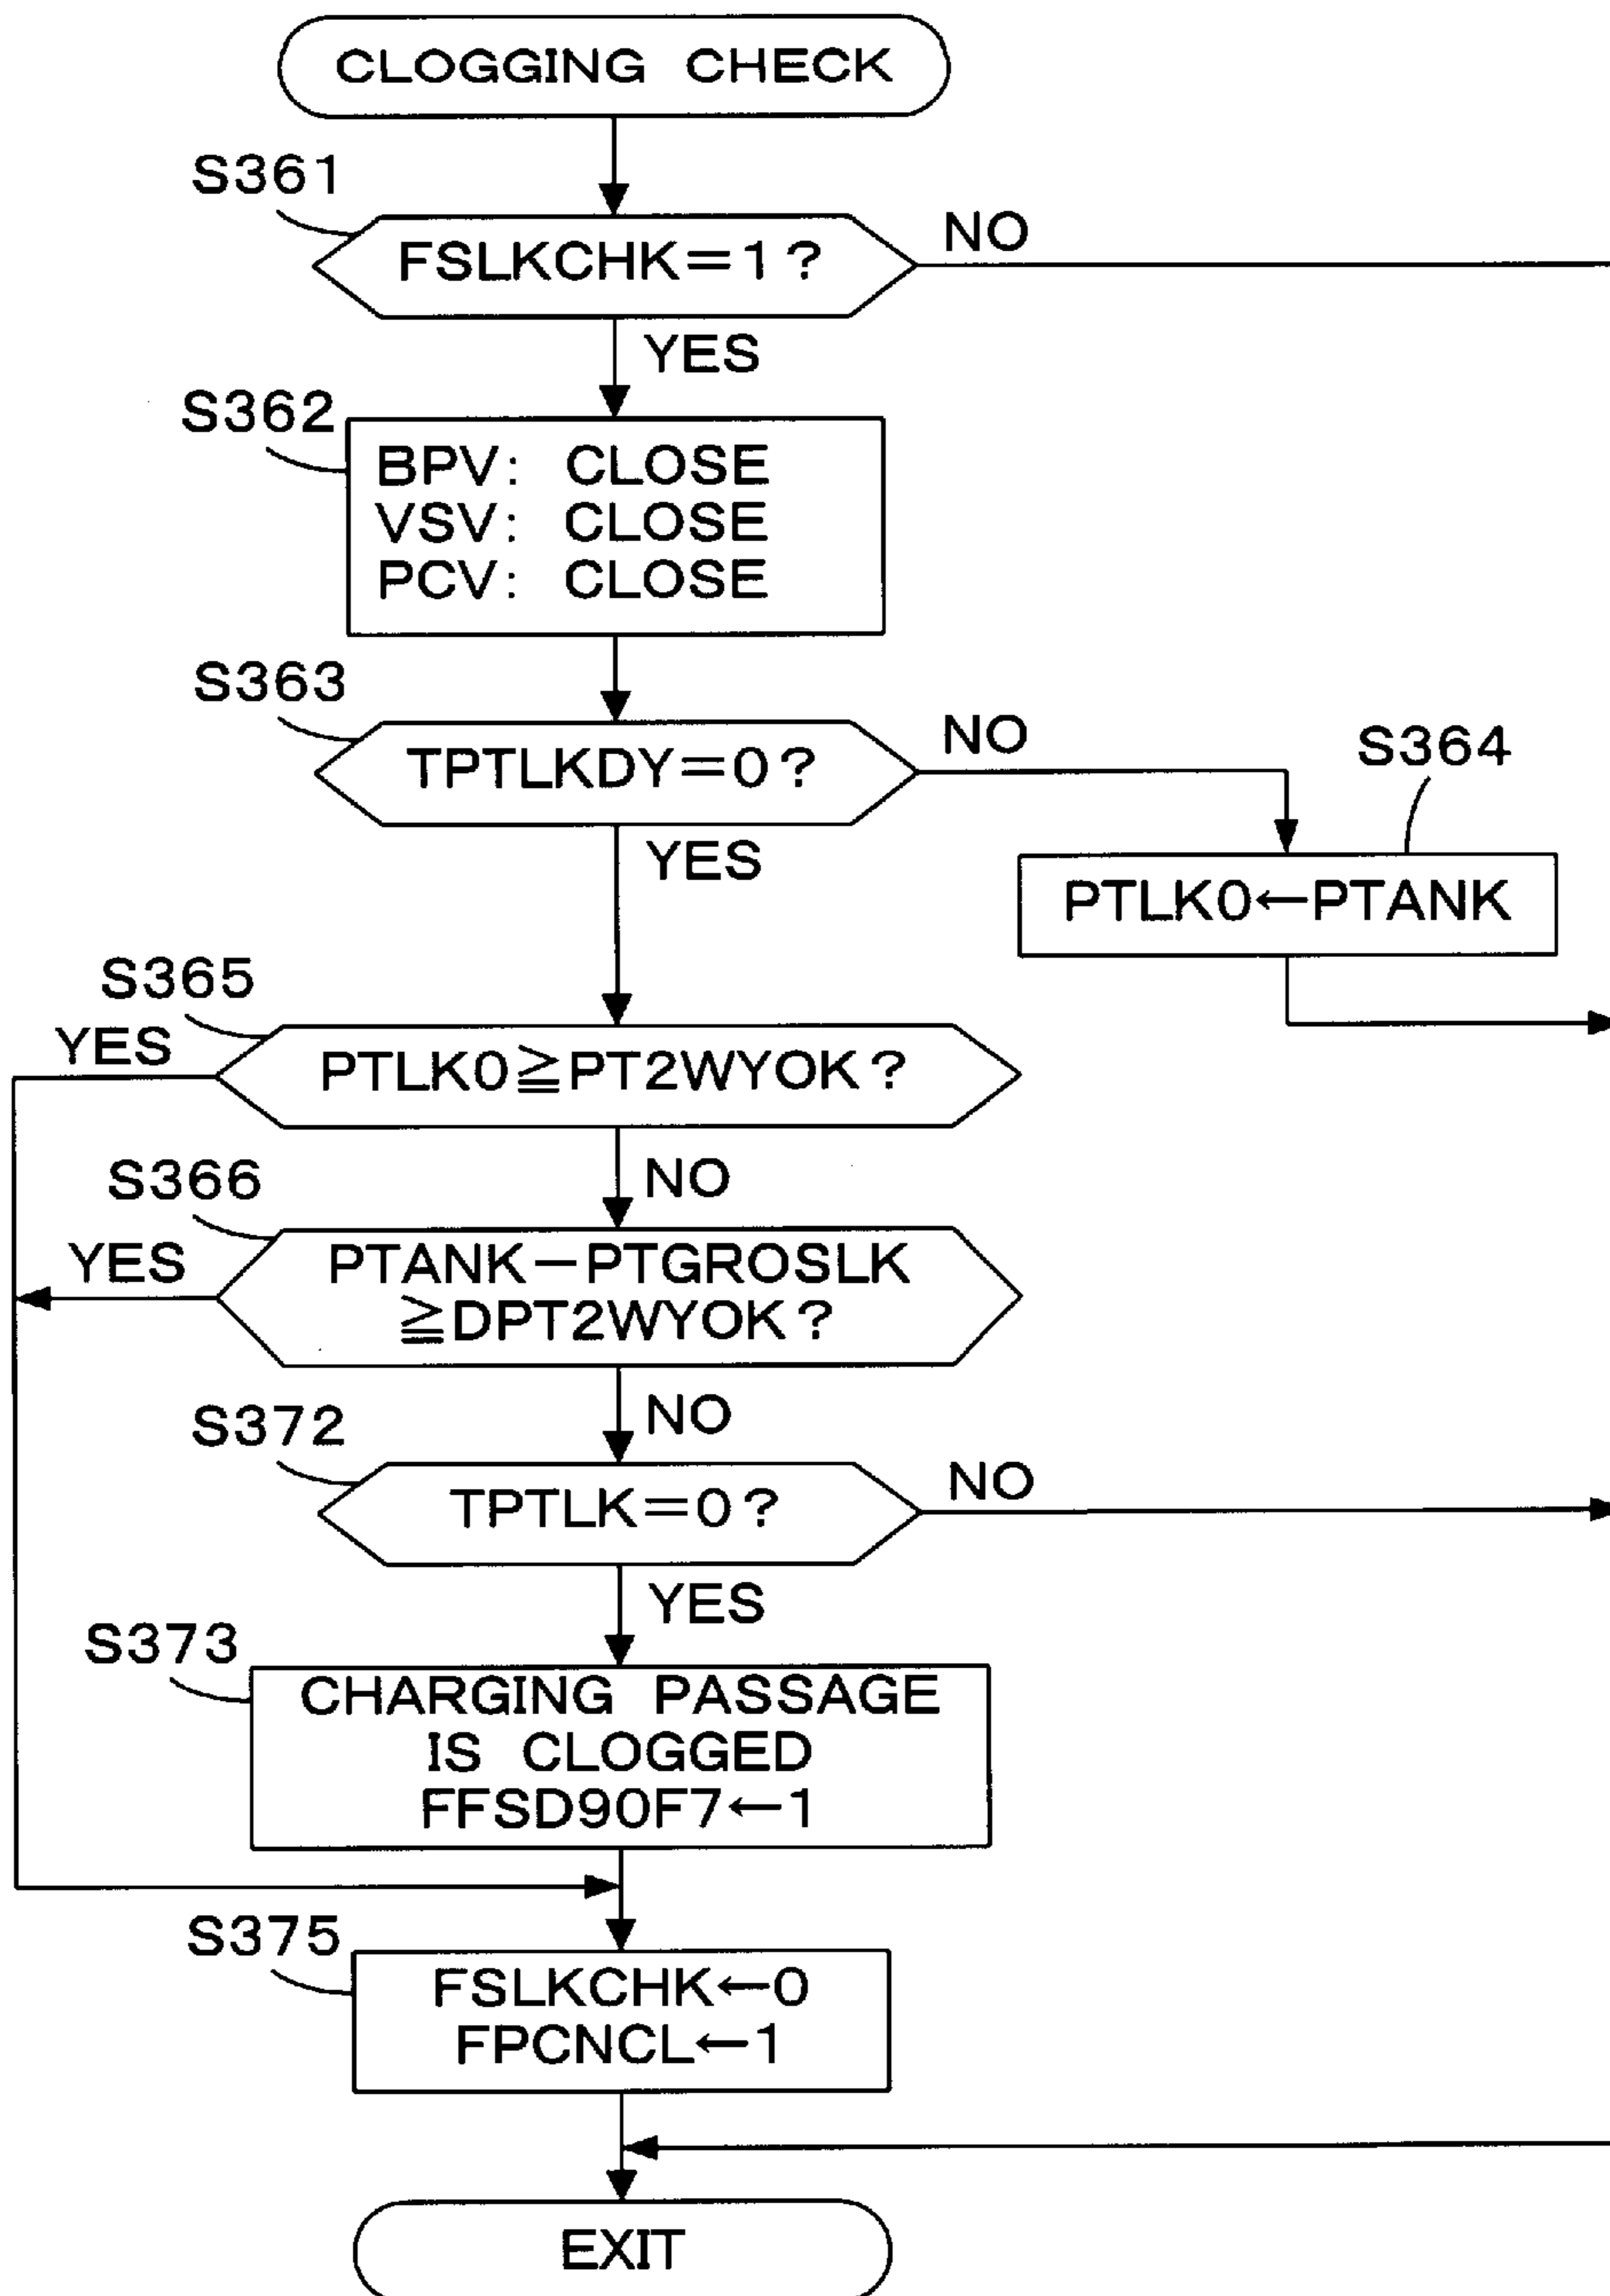 CLOGGING CHECK
S361
FSLKCHK=1?
NO
YES
S362
BPV: CLOSE
VSV: CLOSE
PCV: CLOSE
S363
TPTLKDY=0?
NO
S364
YES
PTLK0←PTANK
S365
YES
PTLK0≧PT2WYOK?
NO
S366
YES
PTANK-PTGROSLK
≧DPT2WYOK?
NO
S372
TPTLK=0?
NO
YES
S373
CHARGING PASSAGE
IS CLOGGED
FFSD90F7←1
S375
FSLKCHK←0
FPCNCL←1
EXIT